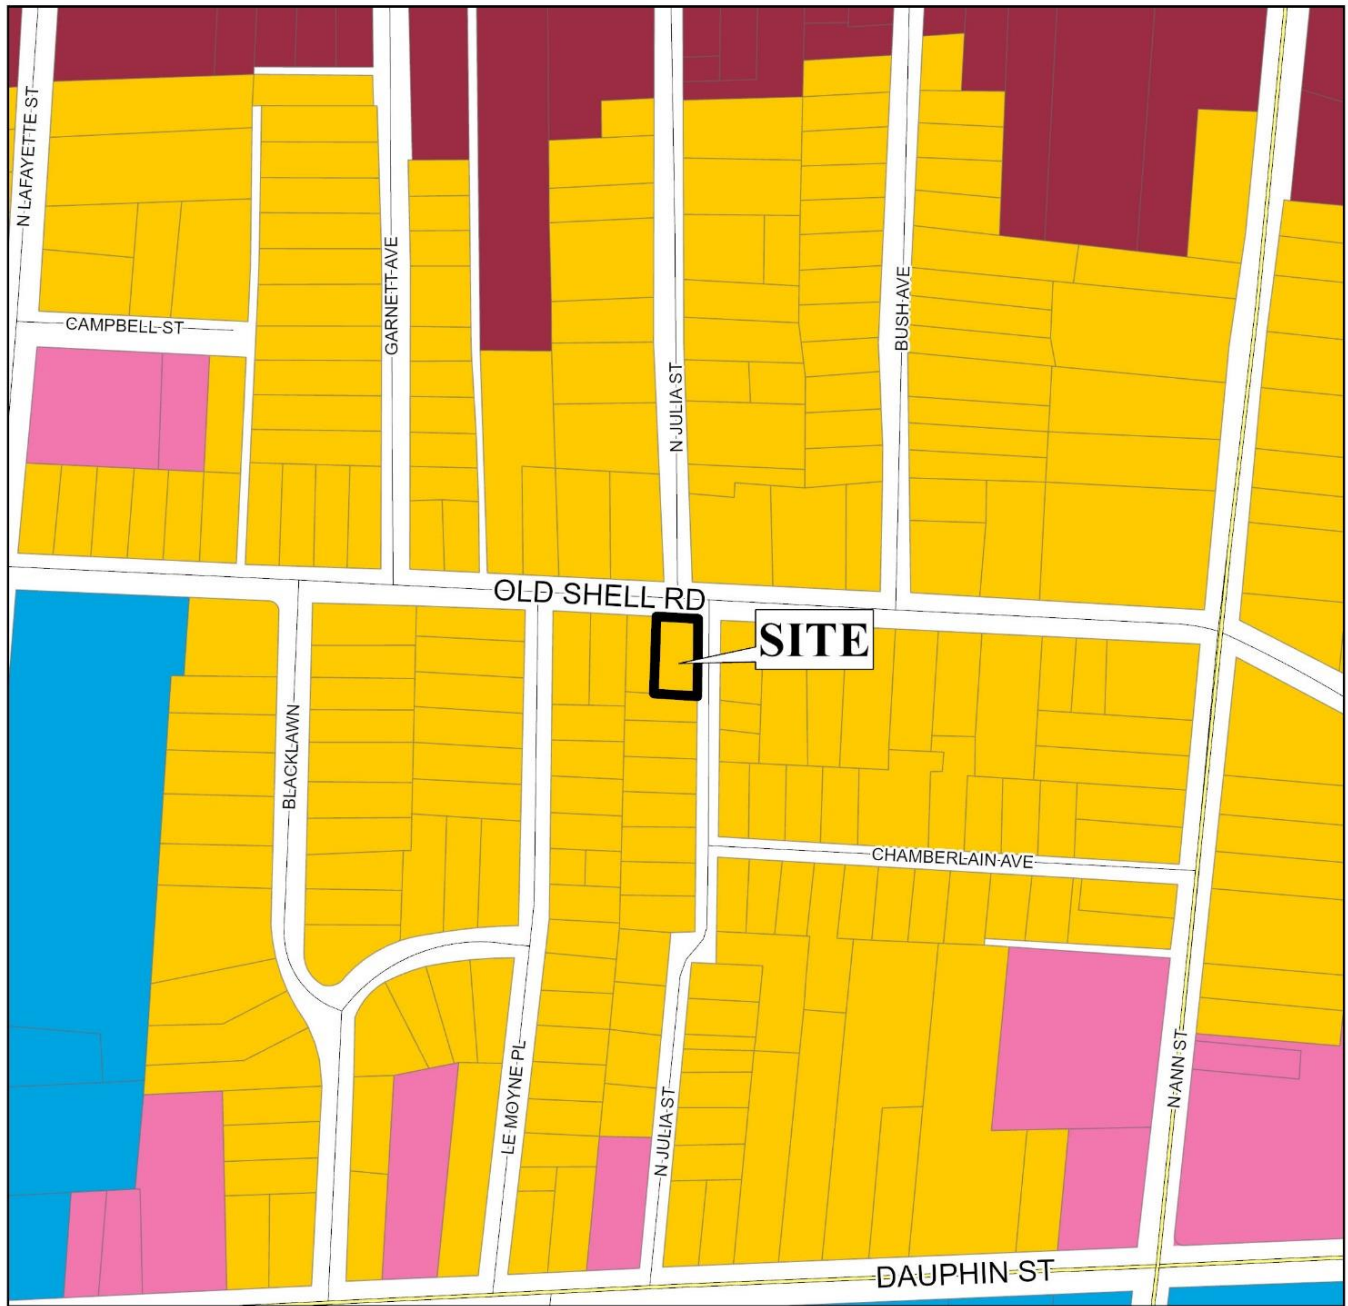 N LAFAYETTE ST
CAMPBELL ST
GARNETT AVE
N JULIA ST
BUSH AVE
OLD SHELL RD
SITE
BLACKLAWN
CHAMBERLAIN AVE
LE MOYNE PL
N JULIA ST
N ANN ST
DAUPHIN ST